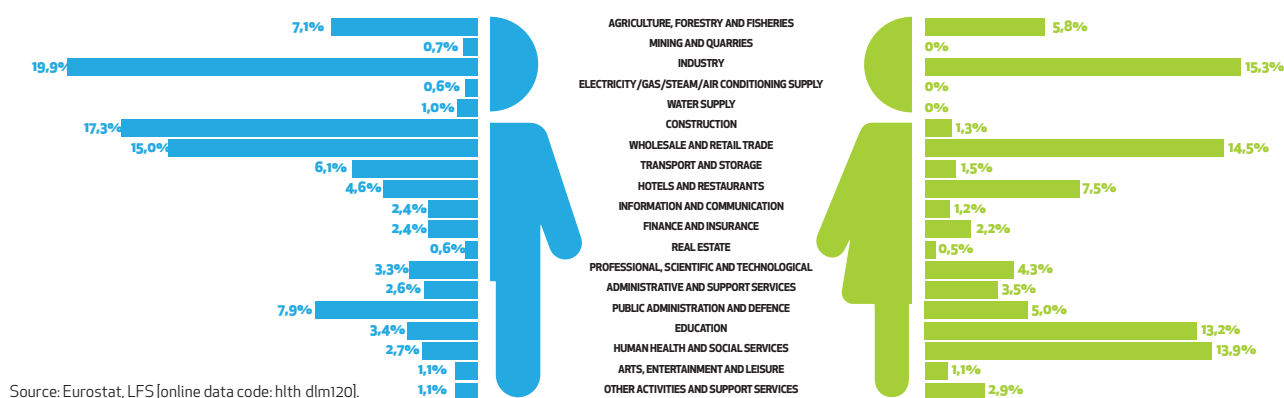 7,1% AGRICULTURE, FORESTRY AND FISHERIES 5,8%
0,7% MINING AND QUARRIES 0%
19,9% INDUSTRY 15,3%
0,6% ELECTRICITY/GAS/STEAM/AIR CONDITIONING SUPPLY 0%
1,0% WATER SUPPLY 0%
17,3% CONSTRUCTION 1,3%
15,0% WHOLESALE AND RETAIL TRADE 14,5%
6,1% TRANSPORT AND STORAGE 1,5%
4,6% HOTELS AND RESTAURANTS 7,5%
2,4% INFORMATION AND COMMUNICATION 1,2%
2,4% FINANCE AND INSURANCE 2,2%
0,6% REAL ESTATE 0,5%
3,3% PROFESSIONAL, SCIENTIFIC AND TECHNOLOGICAL 4,3%
2,6% ADMINISTRATIVE AND SUPPORT SERVICES 3,5%
7,9% PUBLIC ADMINISTRATION AND DEFENCE 5,0%
3,4% EDUCATION 13,2%
2,7% HUMAN HEALTH AND SOCIAL SERVICES 13,9%
1,1% ARTS, ENTERTAINMENT AND LEISURE 1,1%
1,1% OTHER ACTIVITIES AND SUPPORT SERVICES 2,9%
Source: Eurostat, LFS [online data code: hlth dlm120].